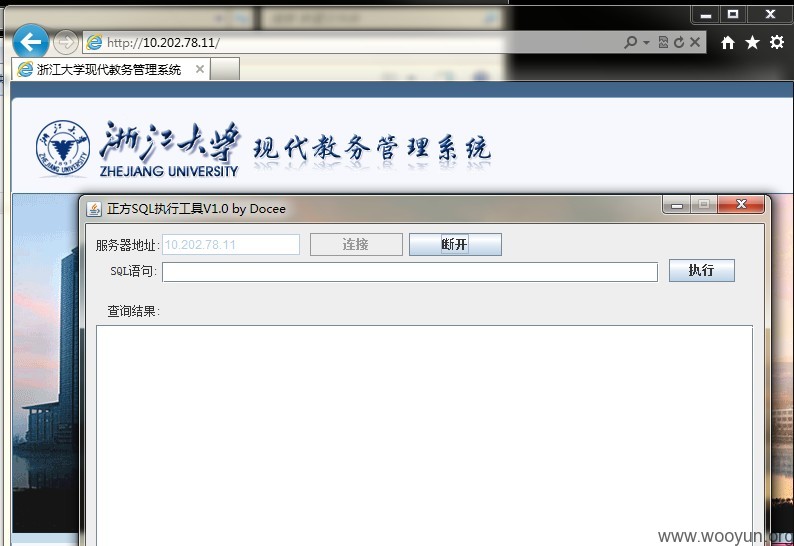 http://10.202.78.11/
浙江大学现代教务管理系统
浙江大学 现代教务管理系统
ZHEJIANG UNIVERSITY
正方SQL执行工具V1.0 by Docee
服务器地址: 10.202.78.11 连接 断开
SQL语句: 执行
查询结果:
www.wooyun.org